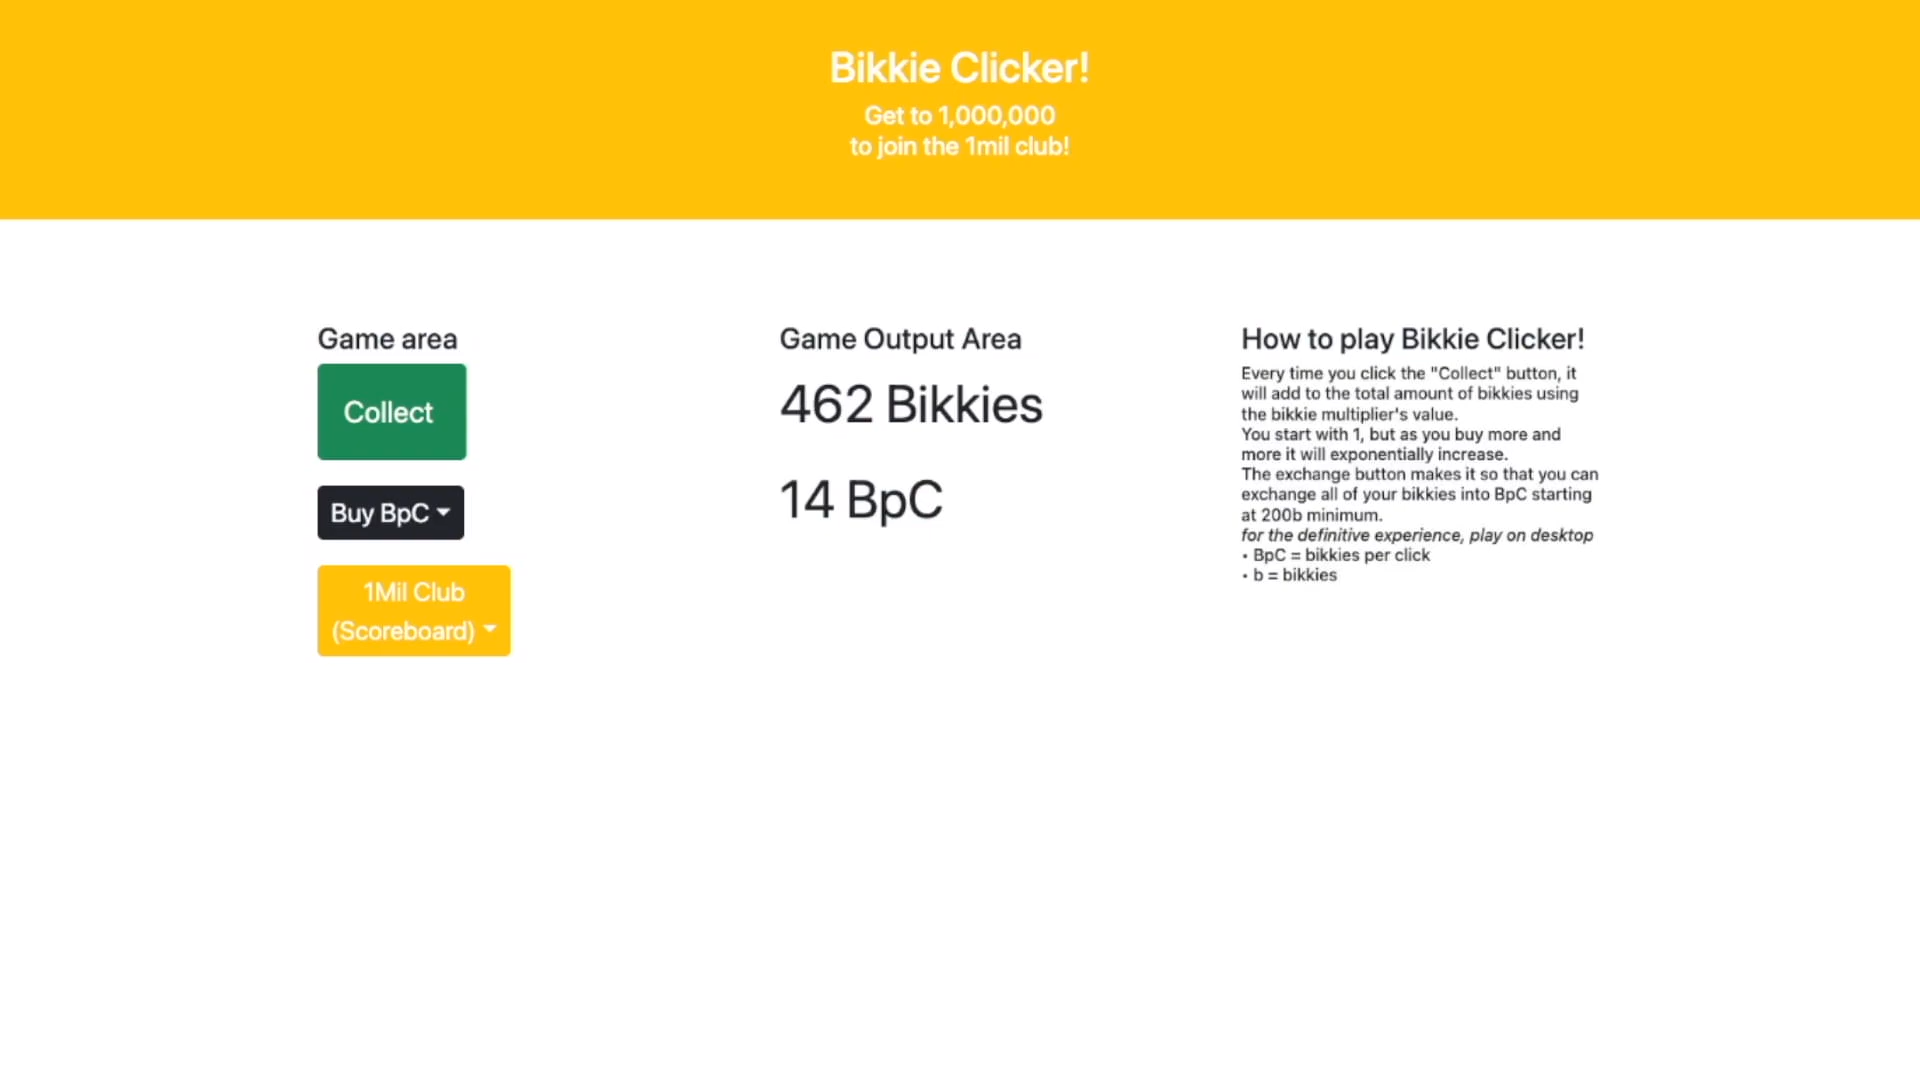 Bikkie Clicker!
Get to 1,000,000
to join the 1mil club!
Game area
Collect
Buy BpC
1Mil Club
(Scoreboard)
Game Output Area
462 Bikkies
14 BpC
How to play Bikkie Clicker!
Every time you click the "Collect" button, it
will add to the total amount of bikkies using
the bikkie multiplier's value.
You start with 1, but as you buy more and
more it will exponentially increase.
The exchange button makes it so that you can
exchange all of your bikkies into BpC starting
at 200b minimum.
for the definitive experience, play on desktop
• BpC = bikkies per click
• b = bikkies